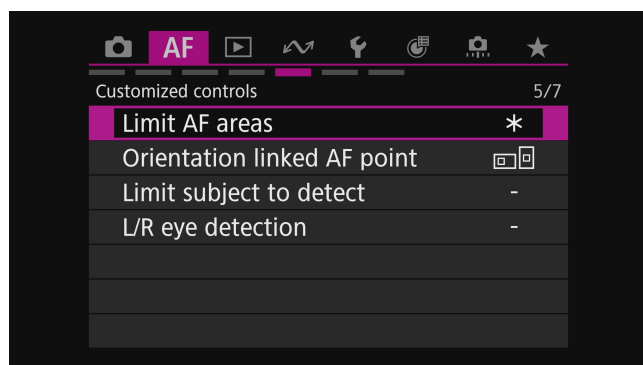 AF
Customized controls 5/7
Limit AF areas *
Orientation linked AF point
Limit subject to detect -
L/R eye detection -